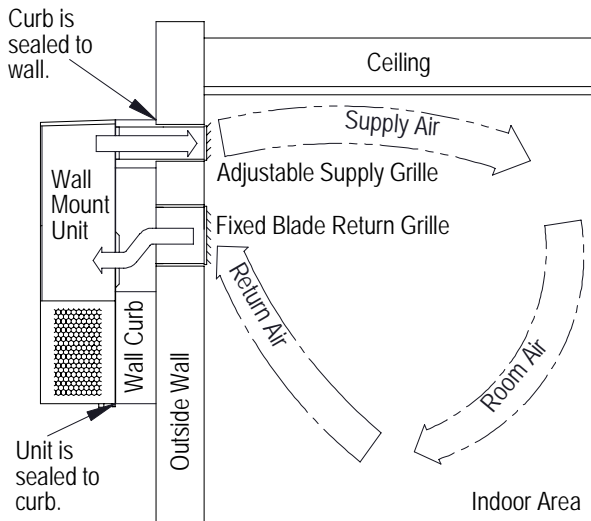 Curb is
sealed to
wall.
Ceiling
Supply Air
Adjustable Supply Grille
Wall
Mount
Unit
Fixed Blade Return Grille
Return Air
Room Air
Wall Curb
Outside Wall
Unit is
sealed to
curb.
Indoor Area